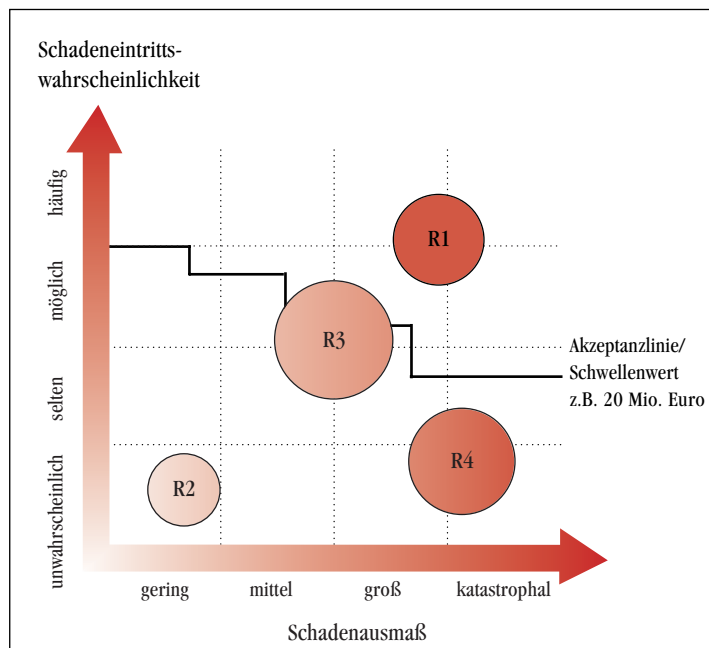 Schadeneintritts-
wahrscheinlichkeit
häufig
möglich
selten
unwahrscheinlich
R1
R3
R2
R4
Akzeptanzlinie/
Schwellenwert
z.B. 20 Mio. Euro
gering mittel groß katastrophal
Schadenausmaß